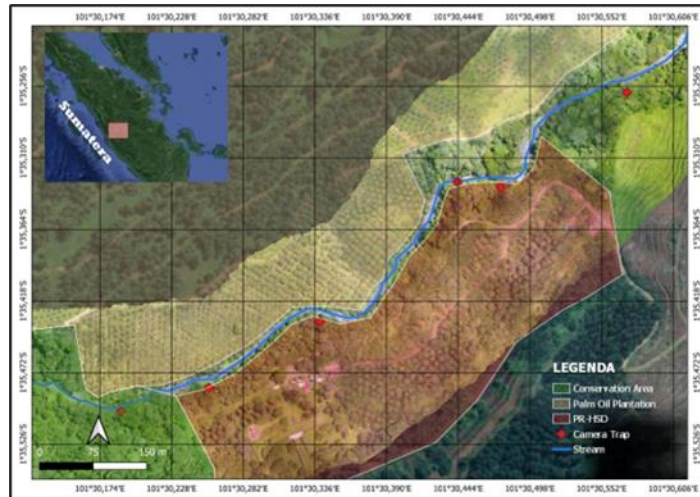 101°30,174'E 101°30,228'E 101°30,282'E 101°30,336'E 101°30,390'E 101°30,444'E 101°30,498'E 101°30,552'E 101°30,606'E
1°35,256'S 1°35,256'S
Sumatera
1°35,310'S 1°35,310'S
1°35,364'S 1°35,364'S
1°35,418'S 1°35,418'S
1°35,472'S 1°35,472'S
LEGENDA
Conservation Area
Palm Oil Plantation
PR-HSD
Camera Trap
Stream
1°35,526'S 1°35,526'S
0 75 150 m
101°30,174'E 101°30,228'E 101°30,282'E 101°30,336'E 101°30,390'E 101°30,444'E 101°30,498'E 101°30,552'E 101°30,606'E